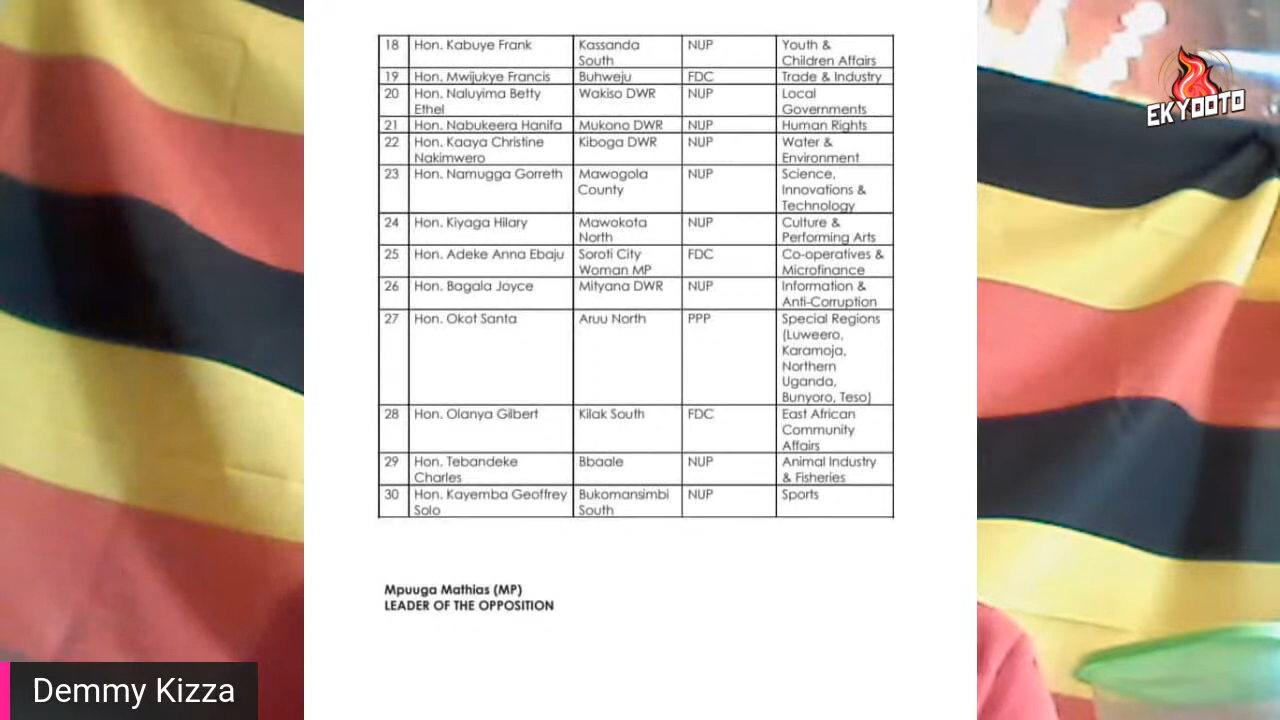 18 Hon. Kabuye Frank Kassanda South NUP Youth & Children Affairs
19 Hon. Mwijukye Francis Buhweju FDC Trade & Industry
20 Hon. Naluyima Betty Ethel Wakiso DWR NUP Local Governments
21 Hon. Nabukeera Hanifa Mukono DWR NUP Human Rights
22 Hon. Kaaya Christine Nakimwero Kiboga DWR NUP Water & Environment
23 Hon. Namugga Gorreth Mawogola County NUP Science, Innovations & Technology
24 Hon. Kiyaga Hilary Mawokota North NUP Culture & Performing Arts
25 Hon. Adeke Anna Ebaju Soroti City Woman MP FDC Co-operatives & Microfinance
26 Hon. Bagala Joyce Mityana DWR NUP Information & Anti-Corruption
27 Hon. Okot Santa Aruu North PPP Special Regions (Luweero, Karamoja, Northern Uganda, Bunyoro, Teso)
28 Hon. Olanya Gilbert Kilak South FDC East African Community Affairs
29 Hon. Tebandeke Charles Bbaale NUP Animal Industry & Fisheries
30 Hon. Kayemba Geoffrey Solo Bukomansimbi South NUP Sports
Mpuuga Mathias (MP)
LEADER OF THE OPPOSITION
EKYOOTO
Demmy Kizza